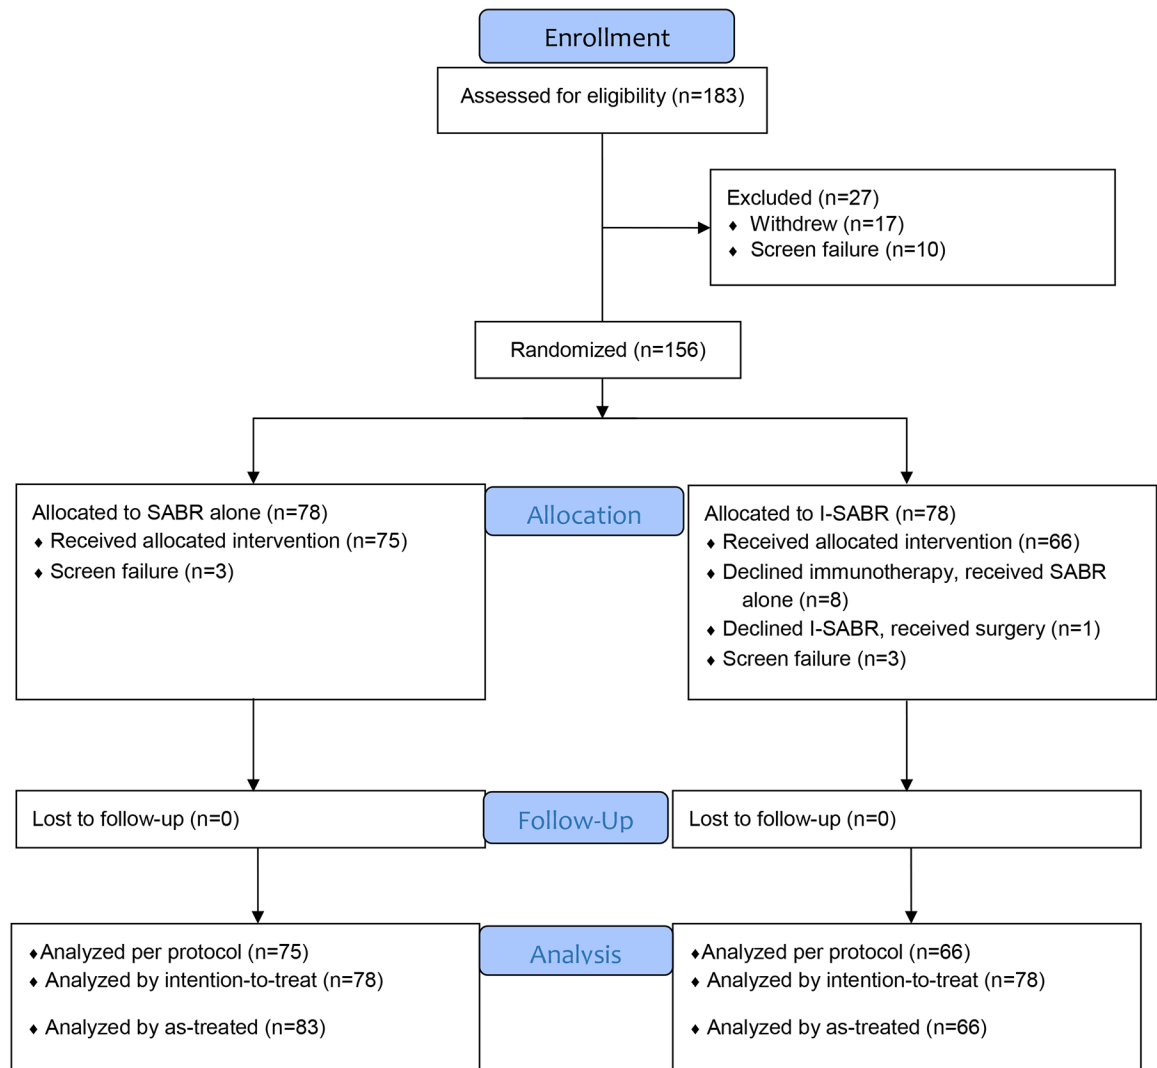 Enrollment
Assessed for eligibility (n=183)
Excluded (n=27)
♦ Withdrew (n=17)
♦ Screen failure (n=10)
Randomized (n=156)
Allocated to SABR alone (n=78)
♦ Received allocated intervention (n=75)
♦ Screen failure (n=3)
Allocation
Allocated to I-SABR (n=78)
♦ Received allocated intervention (n=66)
♦ Declined immunotherapy, received SABR
alone (n=8)
♦ Declined I-SABR, received surgery (n=1)
♦ Screen failure (n=3)
Lost to follow-up (n=0)
Follow-Up
Lost to follow-up (n=0)
♦Analyzed per protocol (n=75)
♦ Analyzed by intention-to-treat (n=78)
♦ Analyzed by as-treated (n=83)
Analysis
♦Analyzed per protocol (n=66)
♦ Analyzed by intention-to-treat (n=78)
♦ Analyzed by as-treated (n=66)